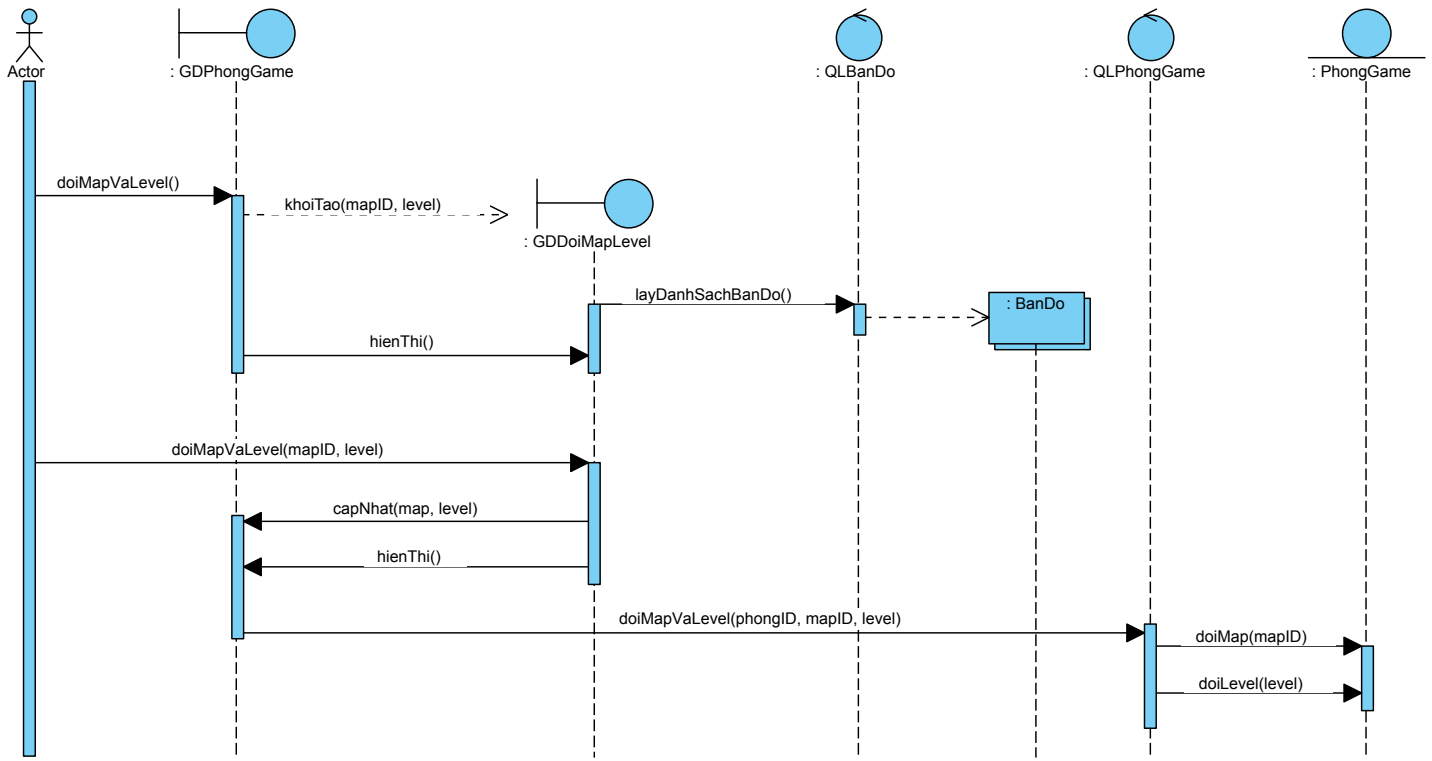 Actor
: GDPhongGame
: QLBanDo
: QLPhongGame
: PhongGame
doiMapVaLevel()
khoiTao(mapID, level)
: GDDoiMapLevel
layDanhSachBanDo()
: BanDo
hienThi()
doiMapVaLevel(mapID, level)
capNhat(map, level)
hienThi()
doiMapVaLevel(phongID, mapID, level)
doiMap(mapID)
doiLevel(level)